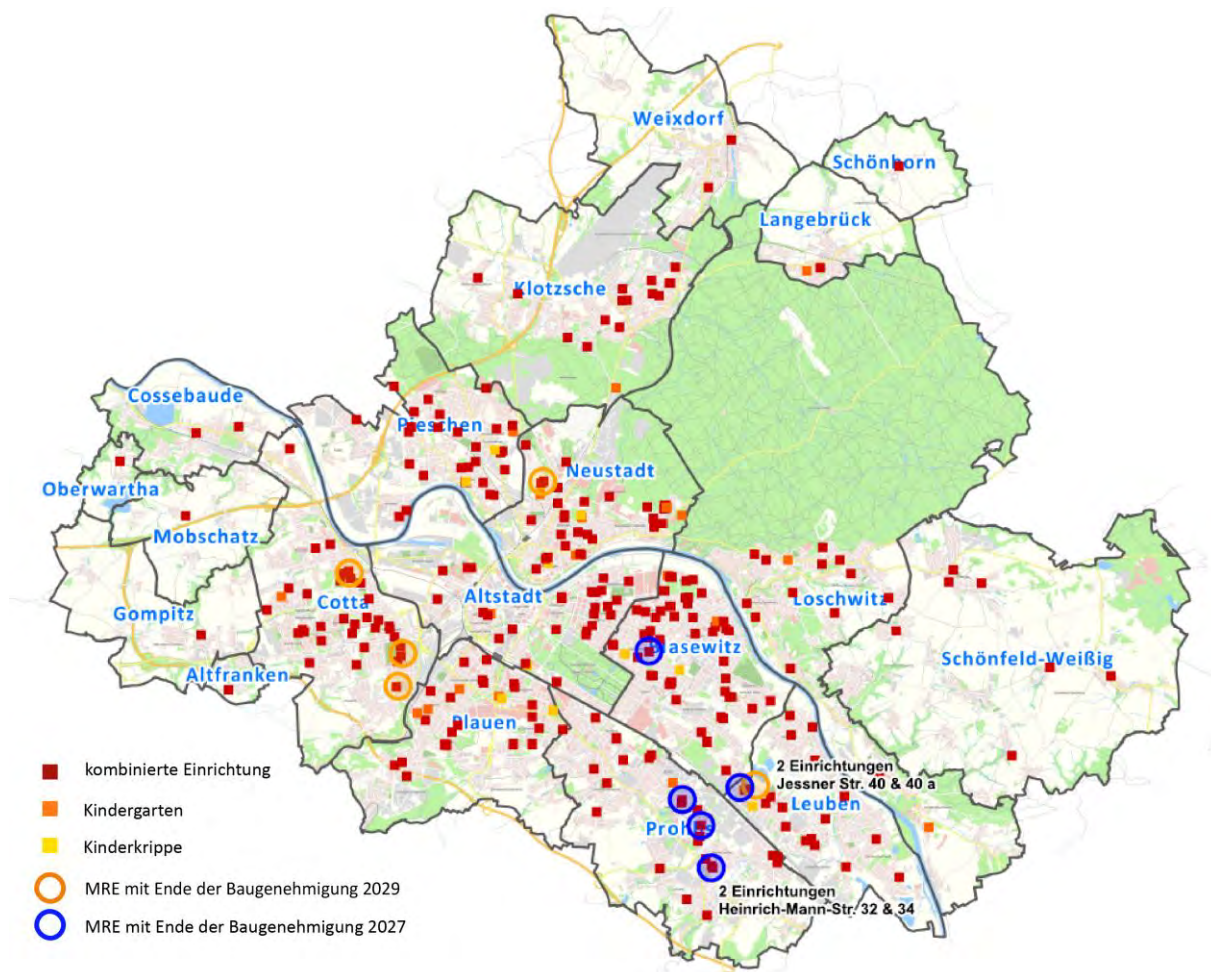 Weixdorf
Schönborn
Langebrück
Klotzsche
Cossebaude
Pieschen
Neustadt
Oberwartha
Mobschatz
Gompitz
Cotta
Altstadt
Loschwitz
Blasewitz
Altfranken
Schönfeld-Weißig
Plauen
2 Einrichtungen
Jessner Str. 40 & 40 a
Leuben
Prohlis
2 Einrichtungen
Heinrich-Mann-Str. 32 & 34
kombinierte Einrichtung
Kindergarten
Kinderkrippe
MRE mit Ende der Baugenehmigung 2029
MRE mit Ende der Baugenehmigung 2027